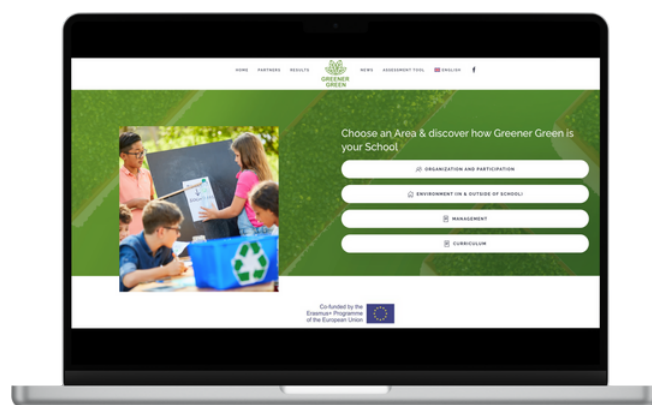 HOME PARTNERS RESULTS
GREENER
GREEN
NEWS ASSESSMENT TOOL ENGLISH
Choose an Area & discover how Greener Green is
your School
ORGANIZATION AND PARTICIPATION
ENVIRONMENT (IN & OUTSIDE OF SCHOOL)
MANAGEMENT
CURRICULUM
Co-funded by the
Erasmus+ Programme
of the European Union